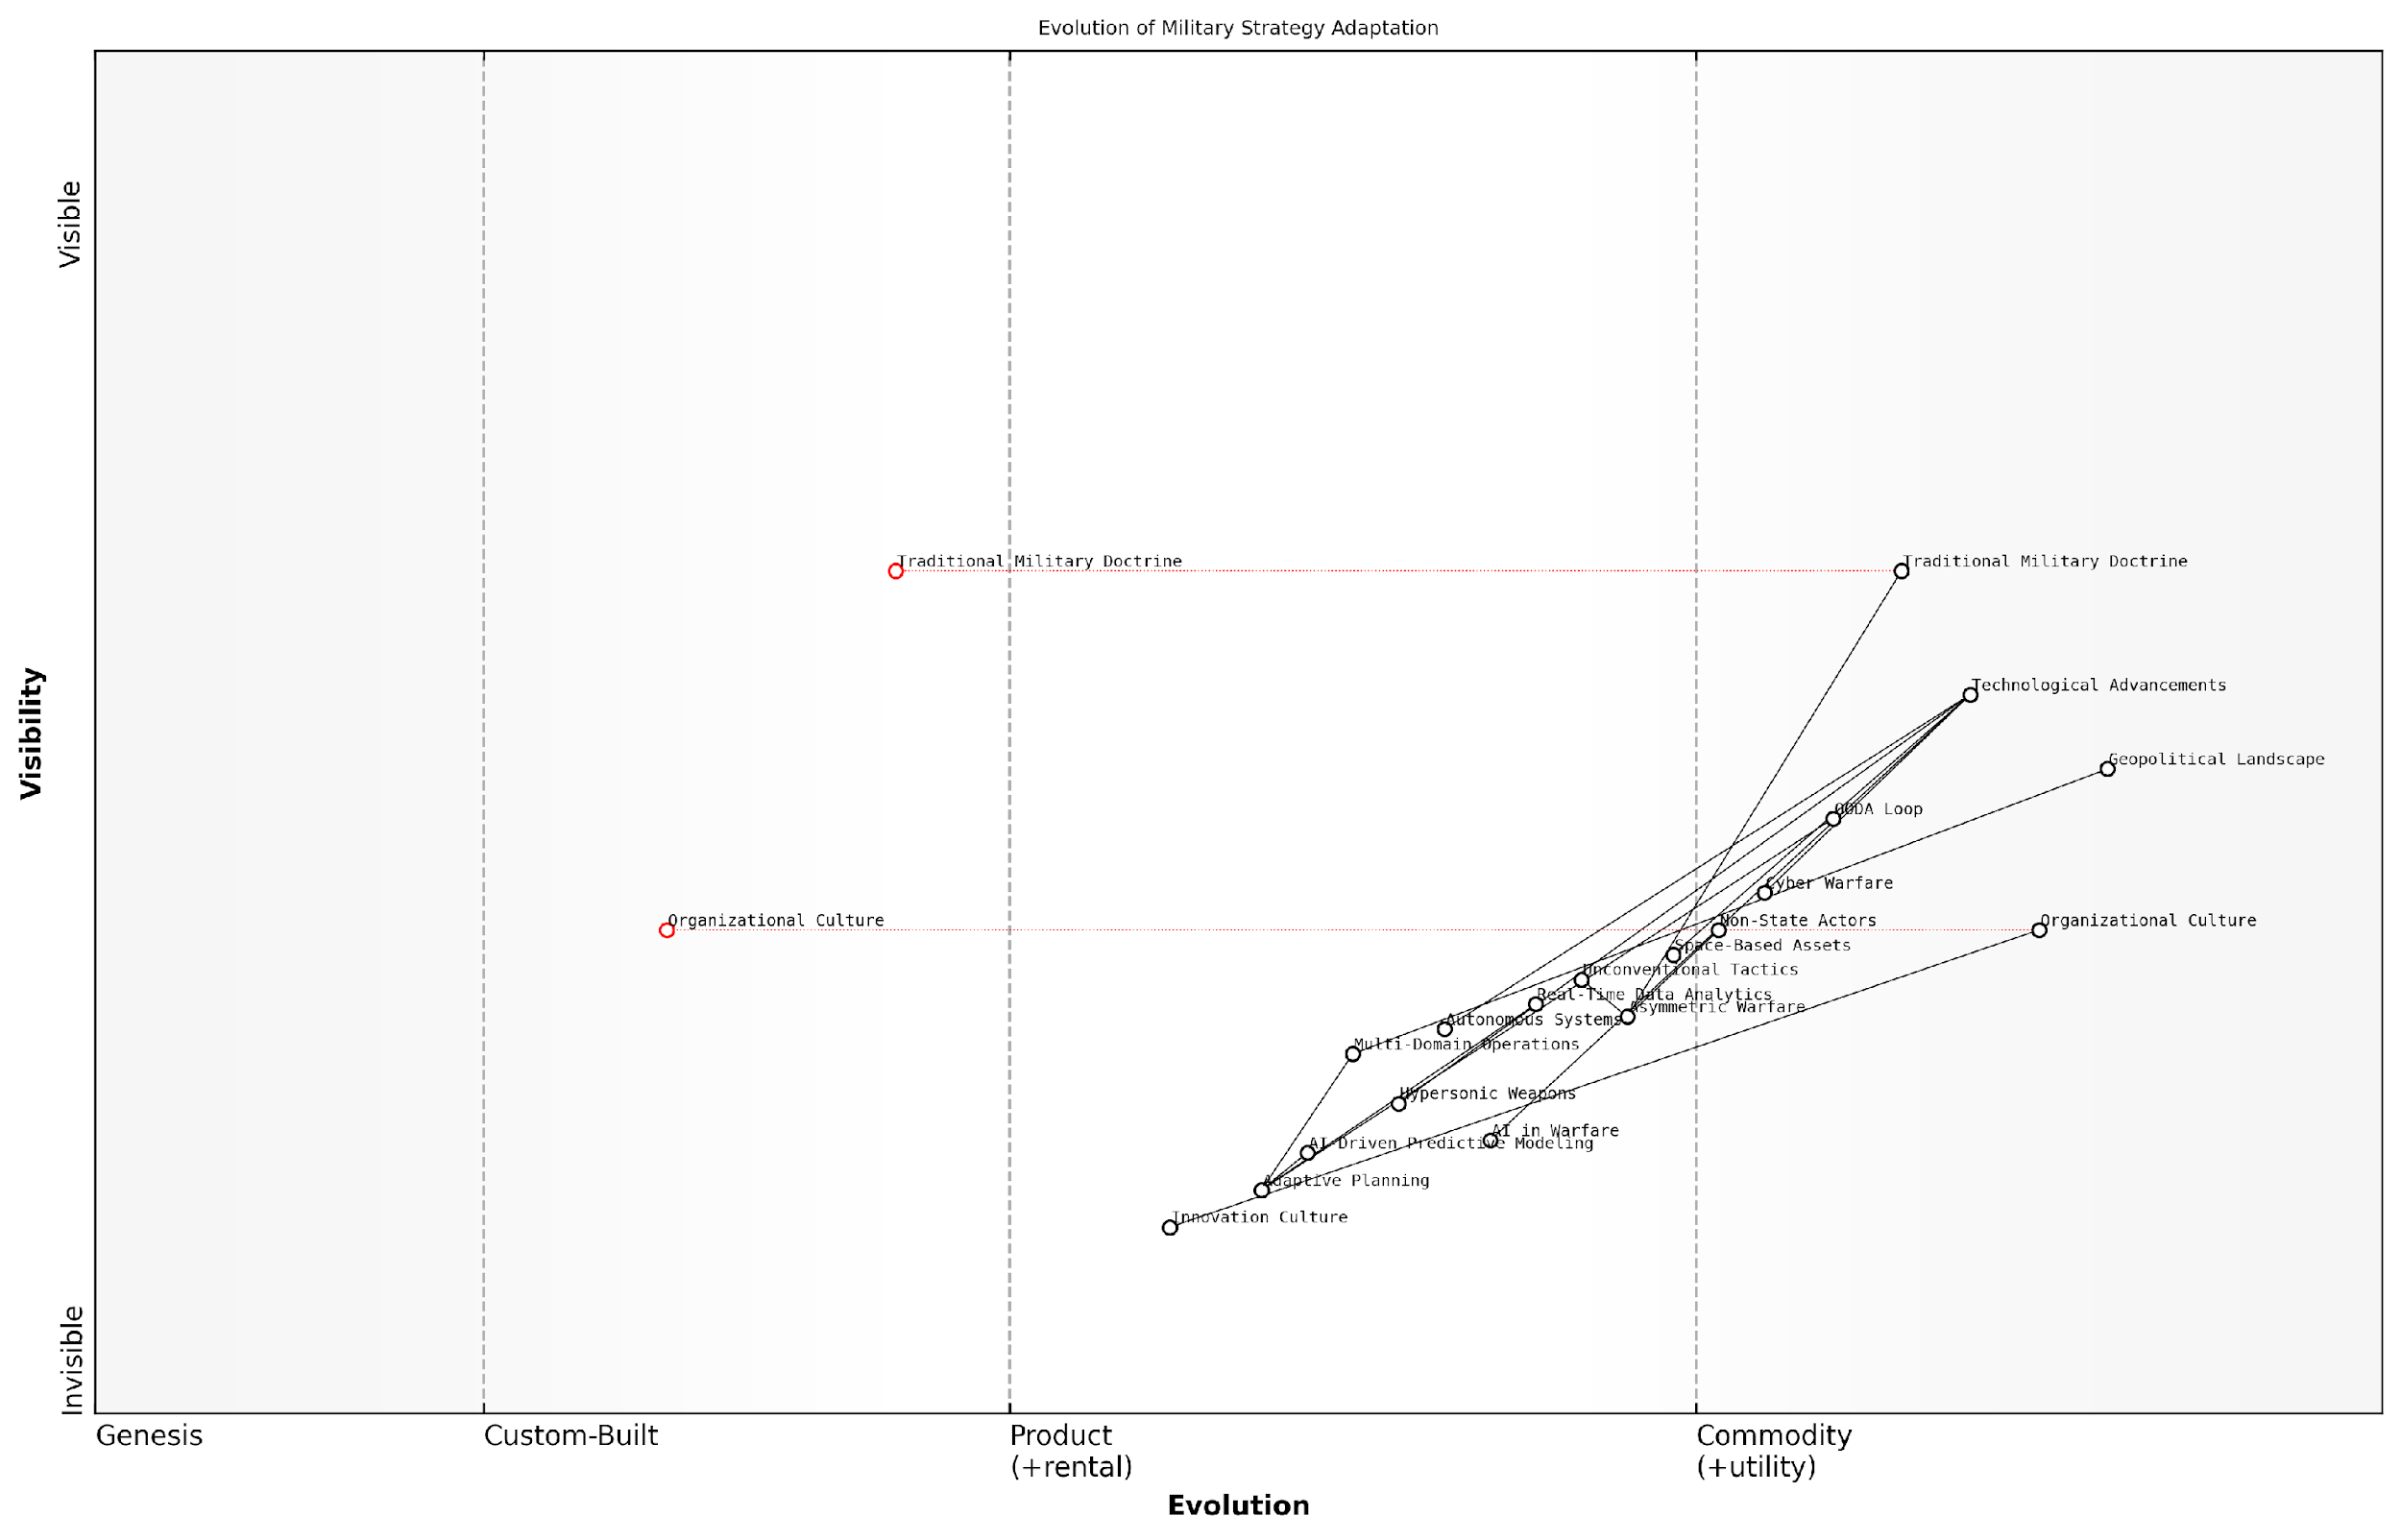 Evolution of Military Strategy Adaptation
Visible
Visibility
Invisible
Traditional Military Doctrine
Traditional Military Doctrine
Technological Advancements
Geopolitical Landscape
OODA Loop
Cyber Warfare
Organizational Culture
Non-State Actors
Organizational Culture
Space-Based Assets
Unconventional Tactics
Real-Time Data Analytics
Asymmetric Warfare
Autonomous Systems
Multi-Domain Operations
Hypersonic Weapons
AI in Warfare
AI-Driven Predictive Modeling
Adaptive Planning
Innovation Culture
Genesis
Custom-Built
Product
(+rental)
Commodity
(+utility)
Evolution